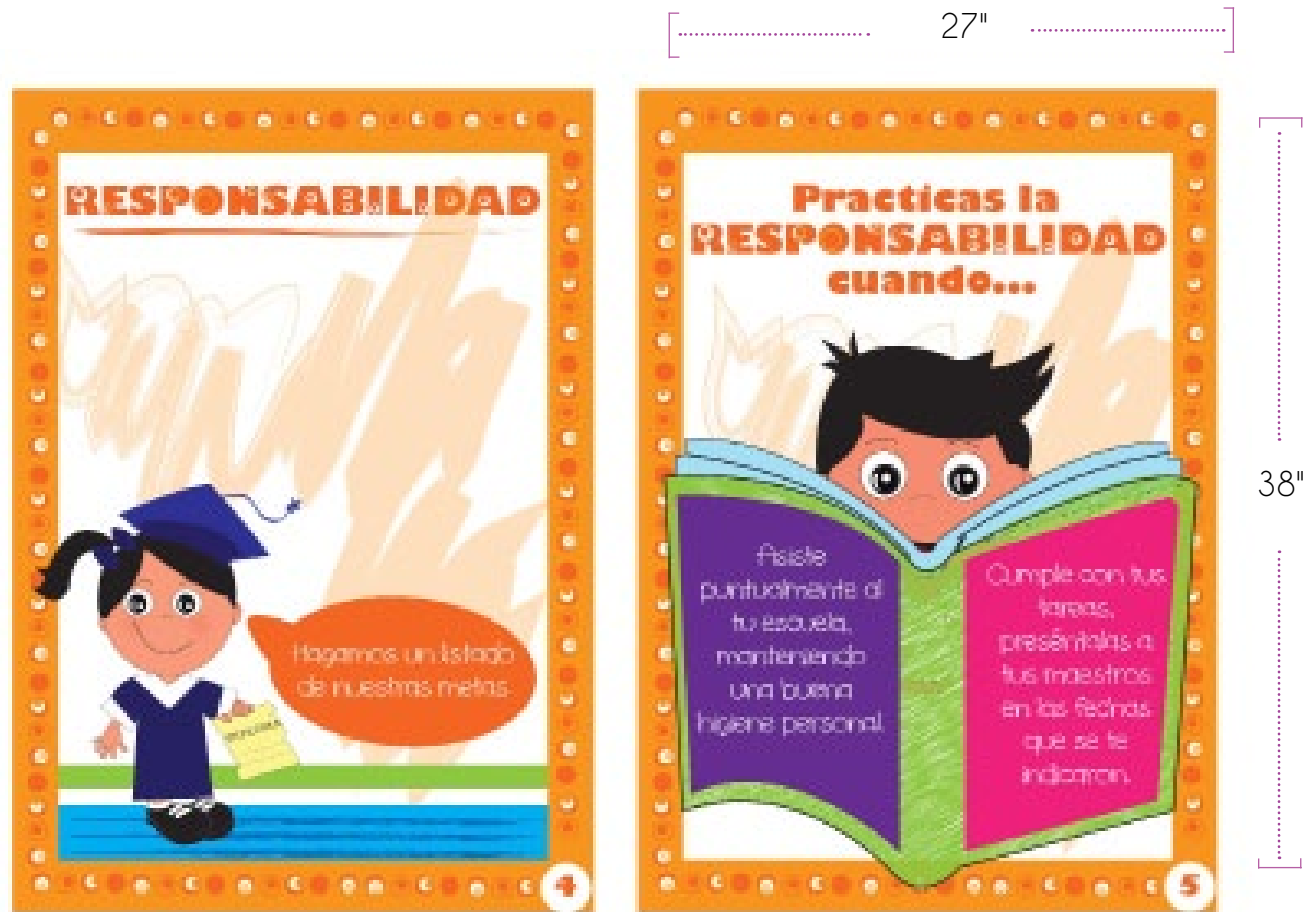 27"
38"
RESPONSABILIDAD
Hagamos un listado
de nuestras metas
4
Practicas la
RESPONSABILIDAD
cuando...
Asiste
puntualmente al
tu escuela,
manteniendo
una buena
higiene personal.
Cumple con tus
tareas,
preséntalas a
tus maestros
en las fechas
que se te
indicaron.
5